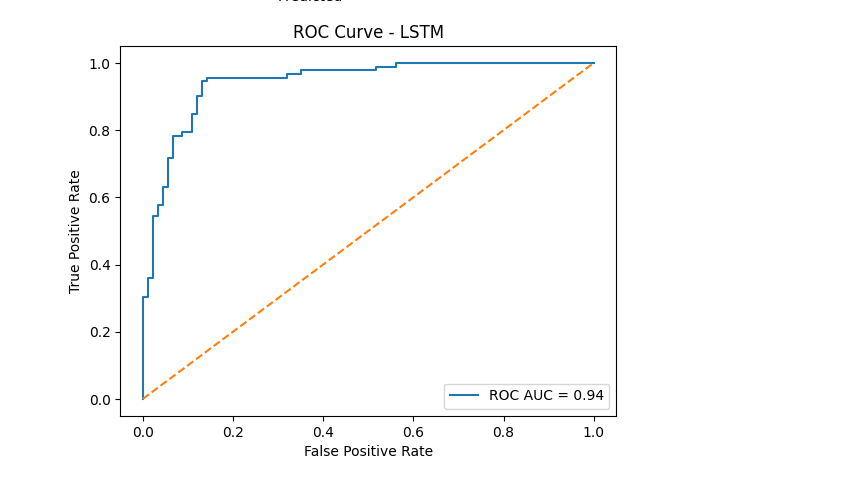 ROC Curve - LSTM
1.0
0.8
0.6
0.4
0.2
0.0
True Positive Rate
ROC AUC = 0.94
0.0 0.2 0.4 0.6 0.8 1.0
False Positive Rate